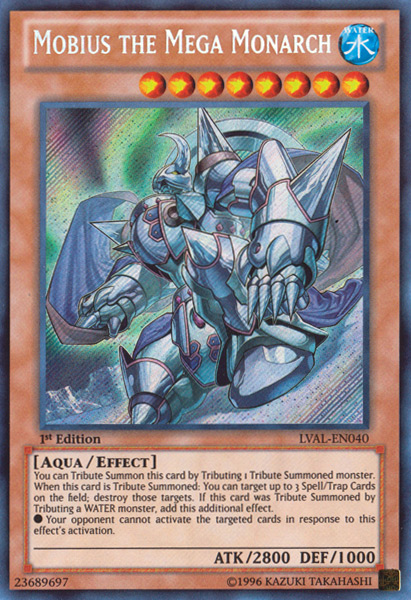 MOBIUS THE MEGA MONARCH
WATER
水
1st Edition
LVAL-EN040
[AQUA / EFFECT]
You can Tribute Summon this card by Tributing 1 Tribute Summoned monster.
When this card is Tribute Summoned: You can target up to 3 Spell/Trap Cards
on the field; destroy those targets. If this card was Tribute Summoned by
Tributing a WATER monster, add this additional effect.
● Your opponent cannot activate the targeted cards in response to this
effect's activation.
ATK/2800 DEF/1000
23689697
©1996 KAZUKI TAKAHASHI